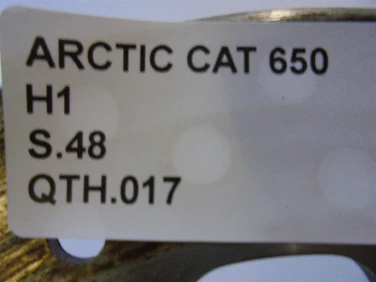 ARCTIC CAT 650
H1
S.48
QTH.017